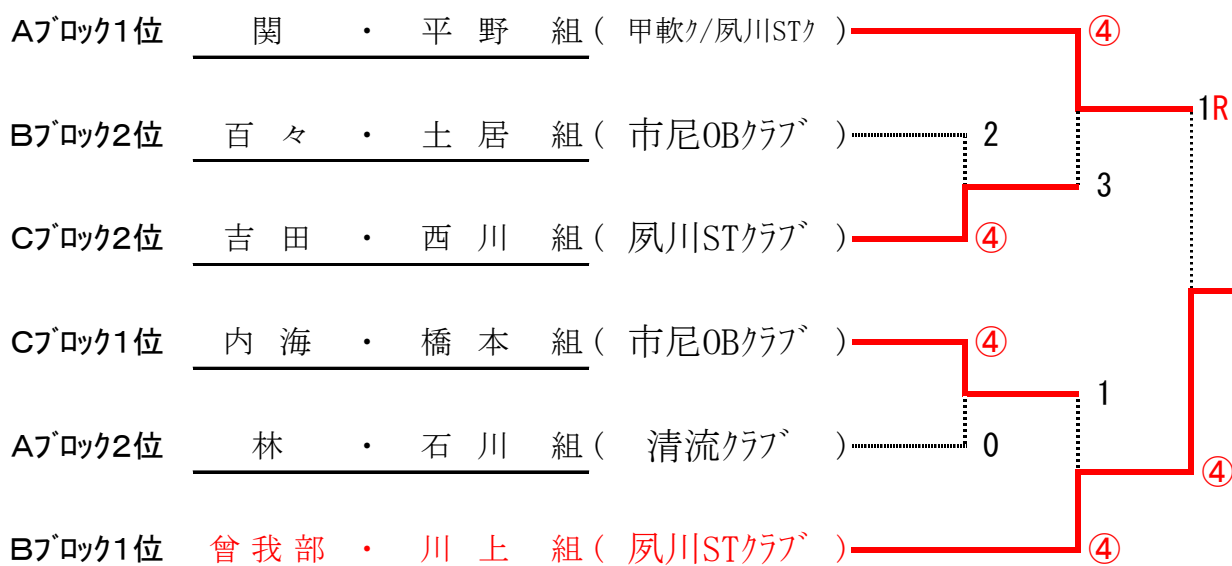 Aﾌﾞﾛｯｸ1位 関 ・ 平 野 組 ( 甲軟ｸ/夙川STｸ ) ④
1R
Bﾌﾞﾛｯｸ2位 百 々 ・ 土 居 組 ( 市尼OBｸﾗﾌﾞ ) 2
3
Cﾌﾞﾛｯｸ2位 吉 田 ・ 西 川 組 ( 夙川STｸﾗﾌﾞ ) ④
Cﾌﾞﾛｯｸ1位 内 海 ・ 橋 本 組 ( 市尼OBｸﾗﾌﾞ ) ④
1
Aﾌﾞﾛｯｸ2位 林 ・ 石 川 組 ( 清流ｸﾗﾌﾞ ) 0
④
Bﾌﾞﾛｯｸ1位 曾 我 部 ・ 川 上 組 ( 夙川STｸﾗﾌﾞ ) ④